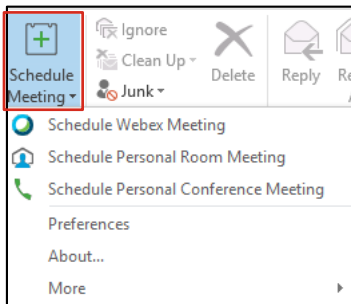 Ignore
Clean Up
Junk
Schedule
Meeting
Delete
Reply
Schedule Webex Meeting
Schedule Personal Room Meeting
Schedule Personal Conference Meeting
Preferences
About...
More